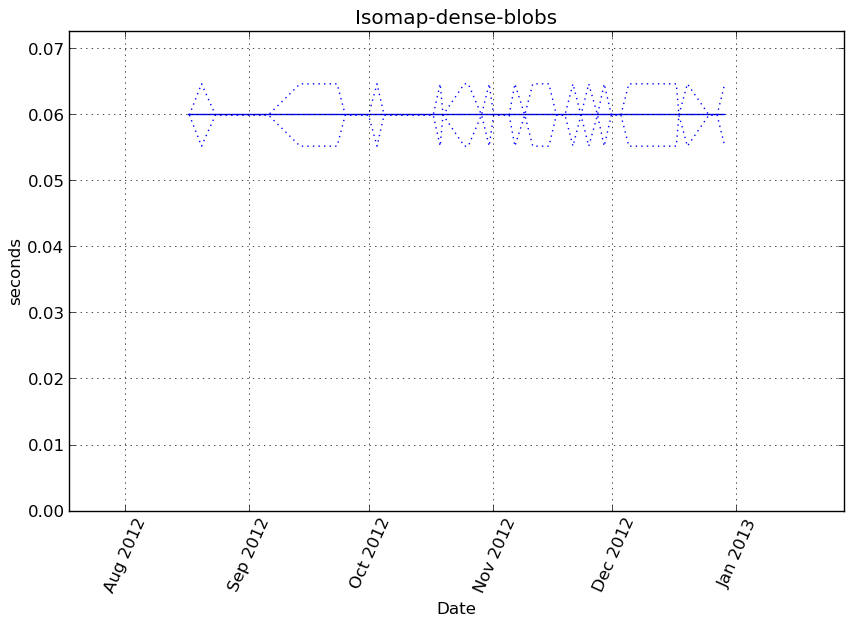 Isomap-dense-blobs
0.07
0.06
0.05
0.04
0.03
0.02
0.01
0.00
seconds
Aug 2012
Sep 2012
Oct 2012
Nov 2012
Dec 2012
Jan 2013
Date